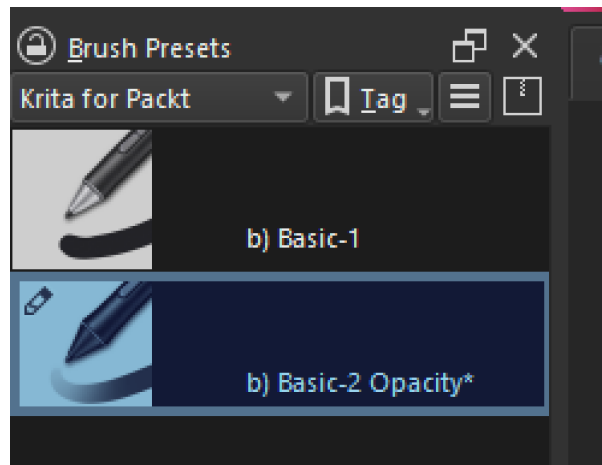 Brush Presets
Krita for Packt Tag
b) Basic-1
b) Basic-2 Opacity*